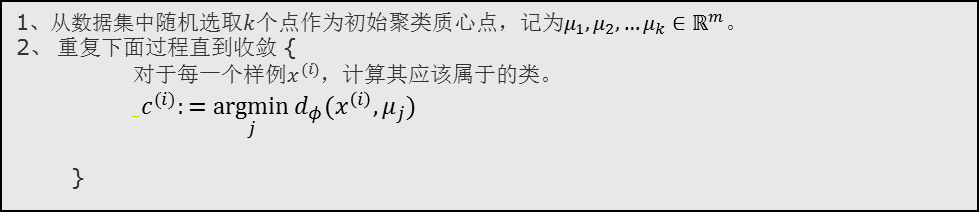 1、从数据集中随机选取k个点作为初始聚类质心点，记为μ₁, μ₂, … μₖ ∈ ℝᵐ。
2、 重复下面过程直到收敛 {
对于每一个样例x⁽ⁱ⁾，计算其应该属于的类。
_c⁽ⁱ⁾: = argmin d_ϕ(x⁽ⁱ⁾, μⱼ)
j
}